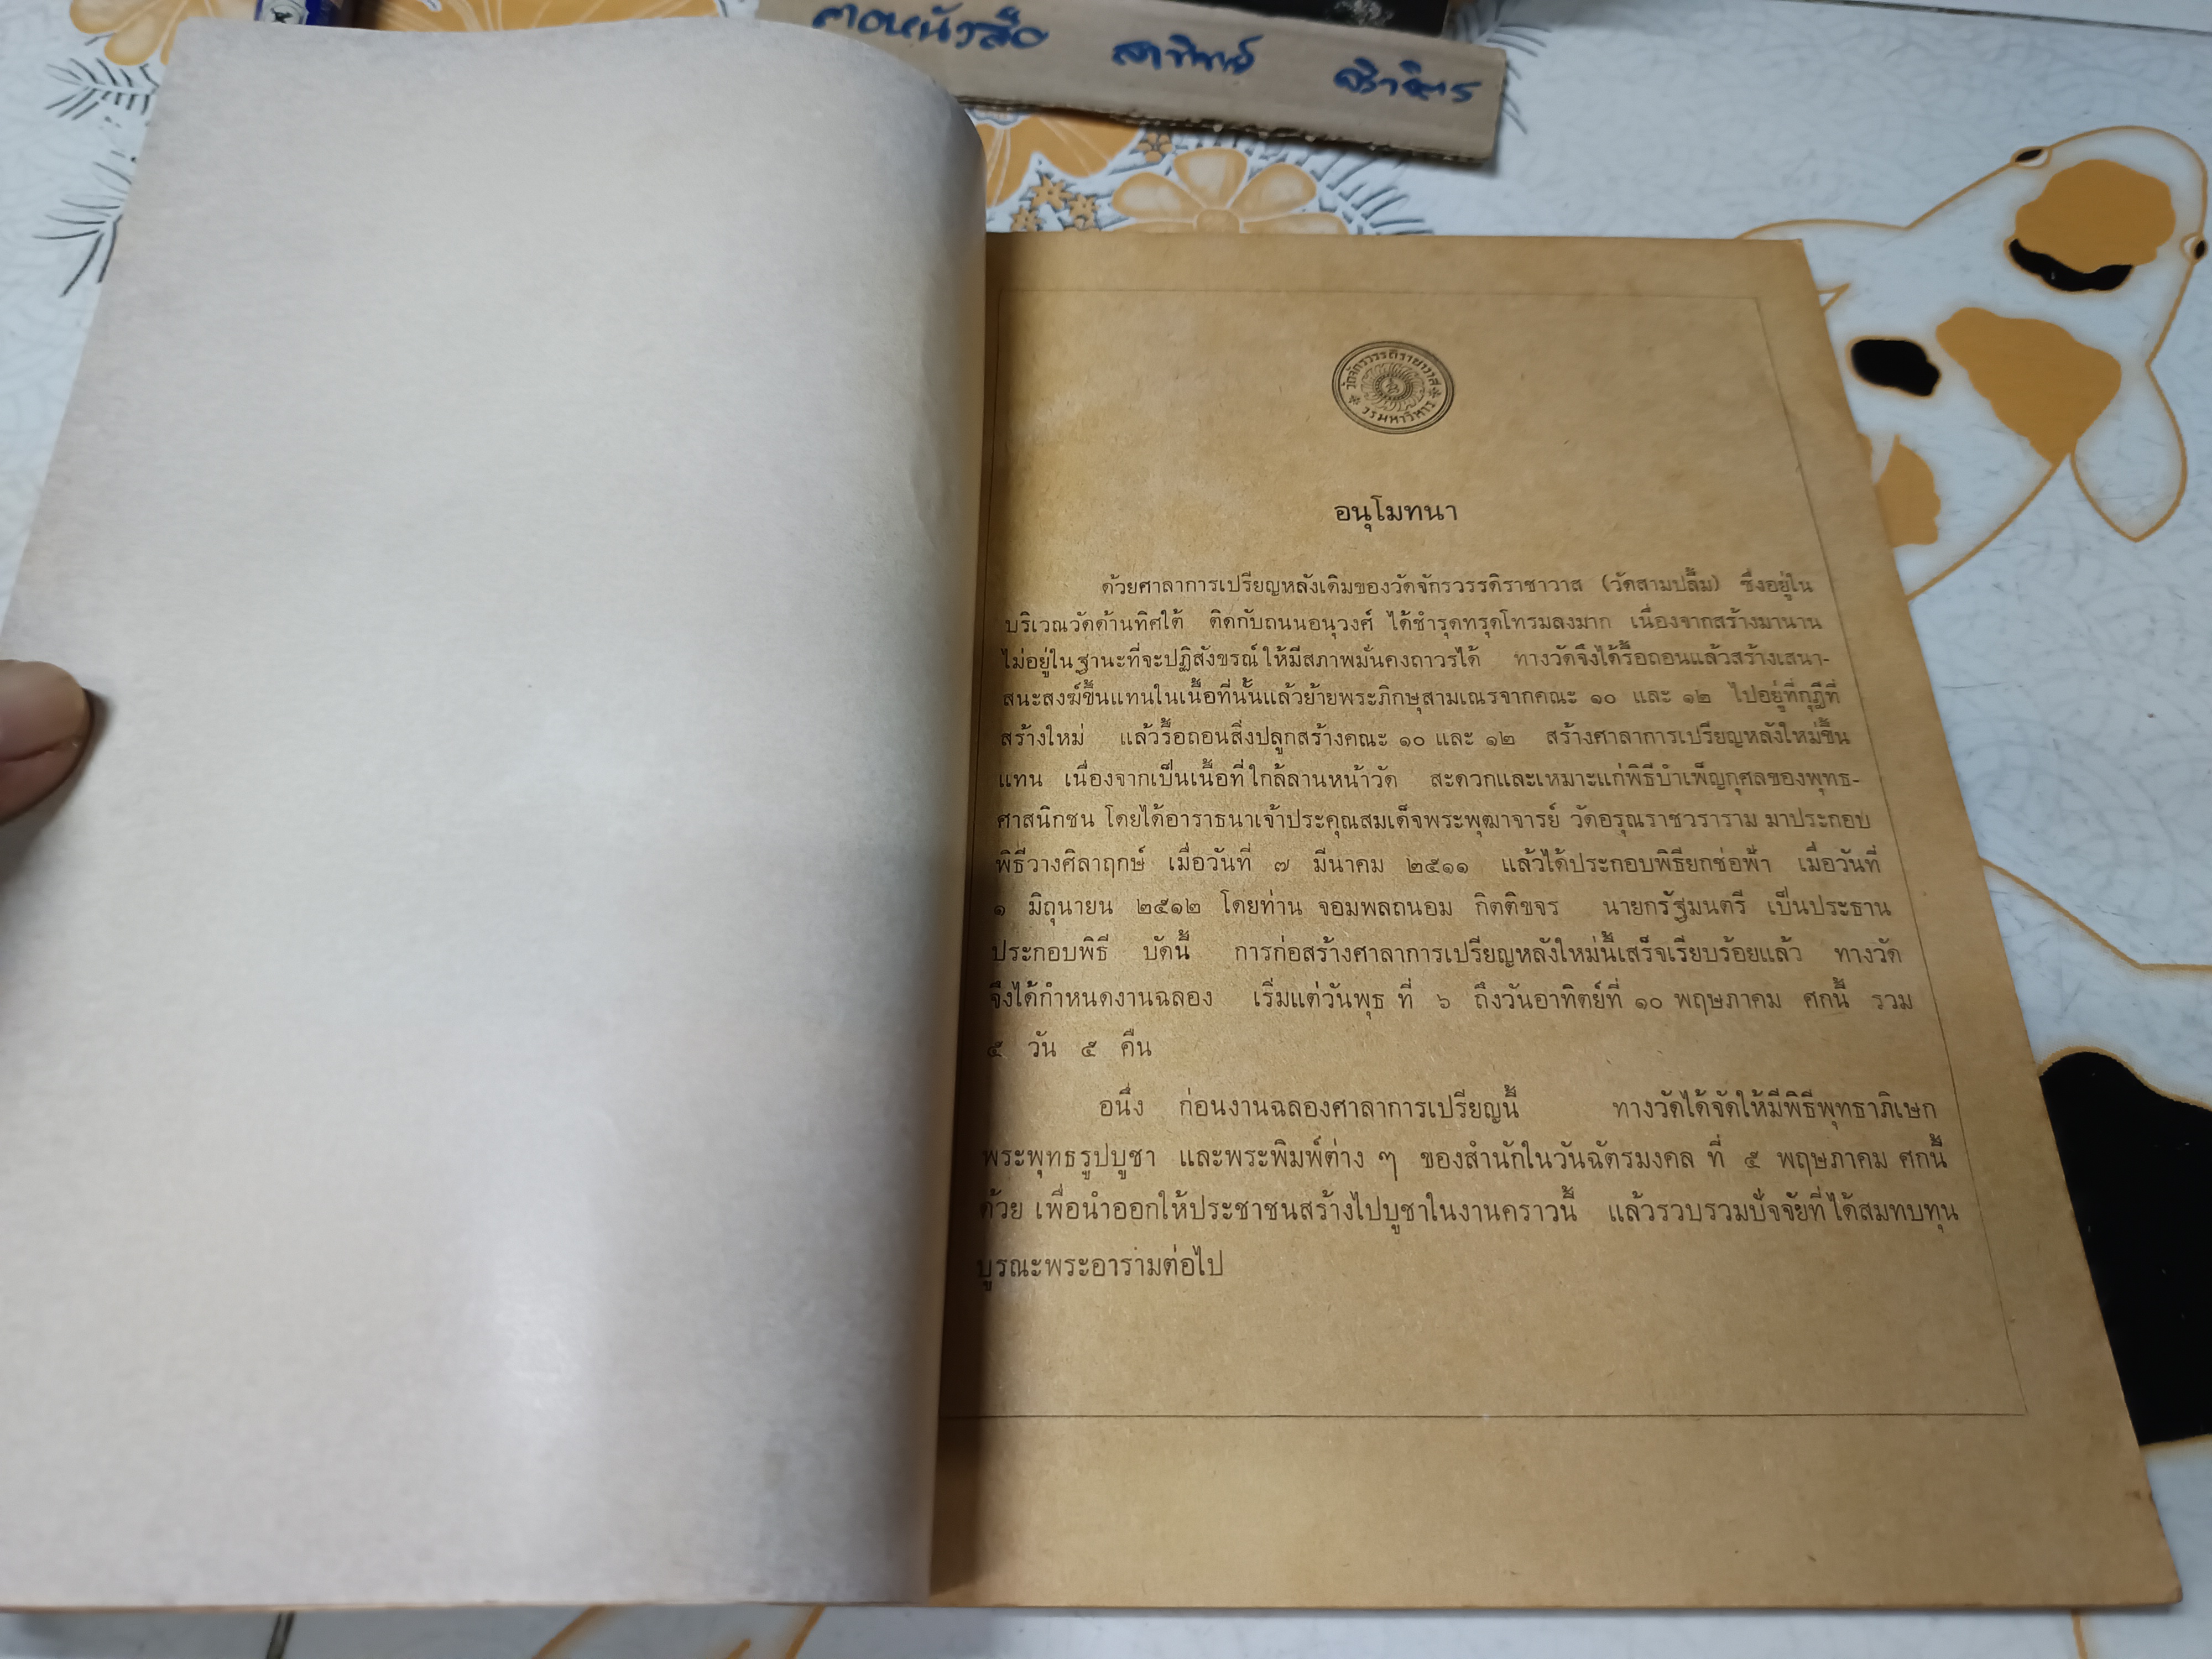 ตอหนังสือ
วัดจักรวรรดิราชาวาส
วรมหาวิหาร
อนุโมทนา
ด้วยศาลาการเปรียญหลังเดิมของวัดจักรวรรดิราชาวาส (วัดสามปลื้ม) ซึ่งอยู่ใน
บริเวณวัดด้านทิศใต้ ติดกับถนนอนุวงศ์ ได้ชำรุดทรุดโทรมลงมาก เนื่องจากสร้างมานาน
ไม่อยู่ในฐานะที่จะปฏิสังขรณ์ให้มีสภาพมั่นคงถาวรได้ ทางวัดจึงได้รื้อถอนแล้วสร้างเสนา-
สนะสงฆ์ขึ้นแทนในเนื้อที่นั้นแล้วย้ายพระภิกษุสามเณรจากคณะ ๑๐ และ ๑๒ ไปอยู่ที่กุฎีที่
สร้างใหม่ แล้วรื้อถอนสิ่งปลูกสร้างคณะ ๑๐ และ ๑๒ สร้างศาลาการเปรียญหลังใหม่ขึ้น
แทน เนื่องจากเป็นเนื้อที่ใกล้ลานหน้าวัด สะดวกและเหมาะแก่พิธีบำเพ็ญกุศลของพุทธ-
ศาสนิกชน โดยได้อาราธนาเจ้าประคุณสมเด็จพระพุฒาจารย์ วัดอรุณราชวราราม มาประกอบ
พิธีวางศิลาฤกษ์ เมื่อวันที่ ๗ มีนาคม ๒๕๑๑ แล้วได้ประกอบพิธียกช่อฟ้า เมื่อวันที่
๑ มิถุนายน ๒๕๑๒ โดยท่าน จอมพลถนอม กิตติขจร นายกรัฐมนตรี เป็นประธาน
ประกอบพิธี บัดนี้ การก่อสร้างศาลาการเปรียญหลังใหม่นี้เสร็จเรียบร้อยแล้ว ทางวัด
จึงได้กำหนดงานฉลอง เริ่มแต่วันพุธ ที่ ๖ ถึงวันอาทิตย์ที่ ๑๐ พฤษภาคม ศกนี้ รวม
๕ วัน ๕ คืน
อนึ่ง ก่อนงานฉลองศาลาการเปรียญนี้ ทางวัดได้จัดให้มีพิธีพุทธาภิเษก
พระพุทธรูปบูชา และพระพิมพ์ต่าง ๆ ของสำนักในวันฉัตรมงคล ที่ ๕ พฤษภาคม ศกนี้
ด้วย เพื่อนำออกให้ประชาชนสร้างไปบูชาในงานคราวนี้ แล้วรวบรวมปัจจัยที่ได้สมทบทุน
บูรณะพระอารามต่อไป